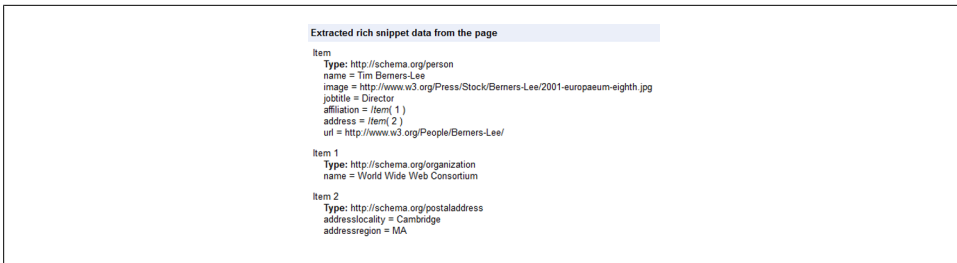 Extracted rich snippet data from the page
Item
Type: http://schema.org/person
name = Tim Berners-Lee
image = http://www.w3.org/Press/Stock/Berners-Lee/2001-europaeum-eighth.jpg
jobtitle = Director
affiliation = Item( 1 )
address = Item( 2 )
url = http://www.w3.org/People/Berners-Lee/
Item 1
Type: http://schema.org/organization
name = World Wide Web Consortium
Item 2
Type: http://schema.org/postaladdress
addresslocality = Cambridge
addressregion = MA